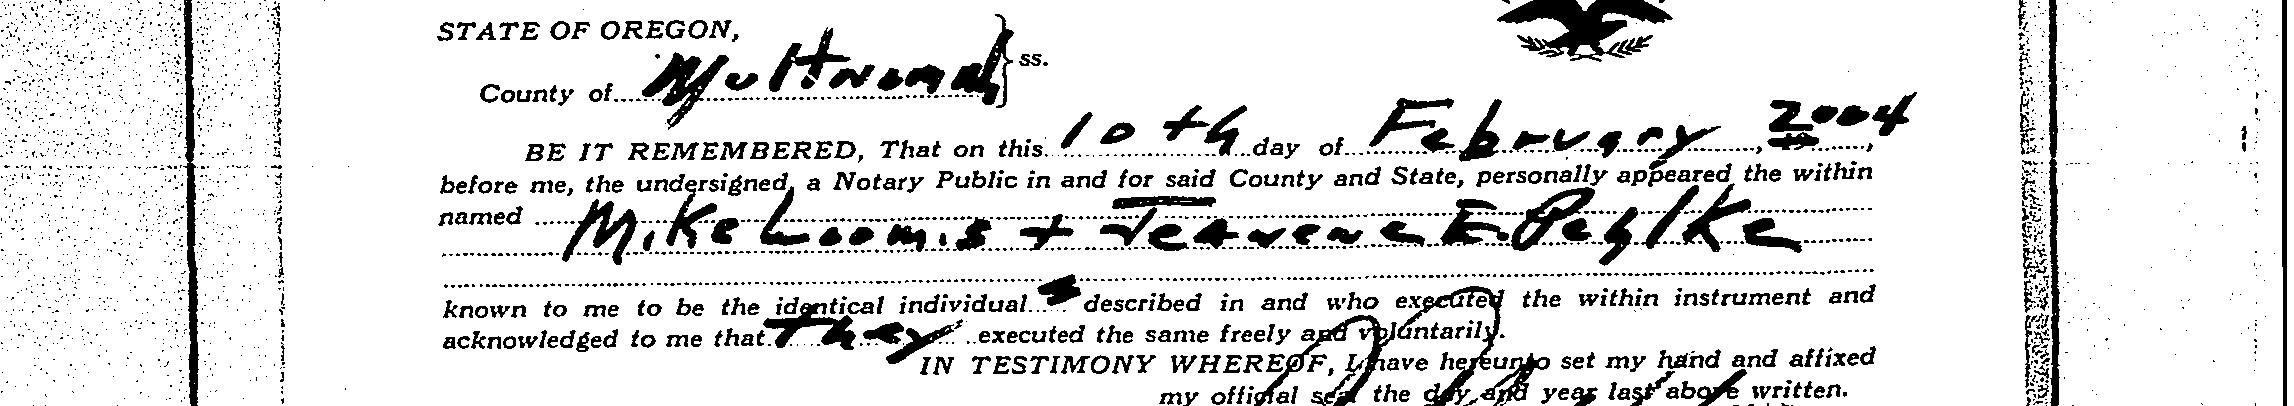 STATE OF OREGON,
County of Multnomah } ss.
BE IT REMEMBERED, That on this 10th day of February, 2004,
before me, the undersigned, a Notary Public in and for said County and State, personally appeared the within
named Mike Loomis + Terrence E. Pahlke
known to me to be the identical individual s described in and who executed the within instrument and
acknowledged to me that they executed the same freely and voluntarily.
IN TESTIMONY WHEREOF, I have hereunto set my hand and affixed
my official seal the day and year last above written.